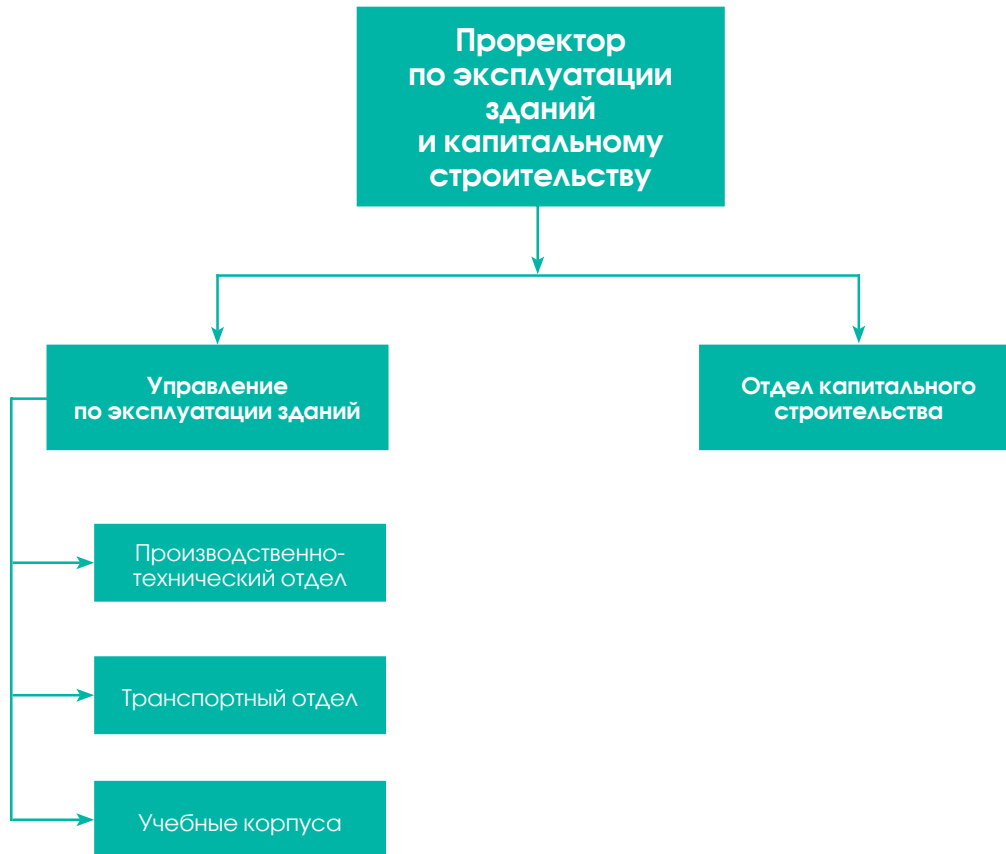 Проректор
по эксплуатации
зданий
и капитальному
строительству
Управление
по эксплуатации зданий
Отдел капитального
строительства
Производственно-
технический отдел
Транспортный отдел
Учебные корпуса